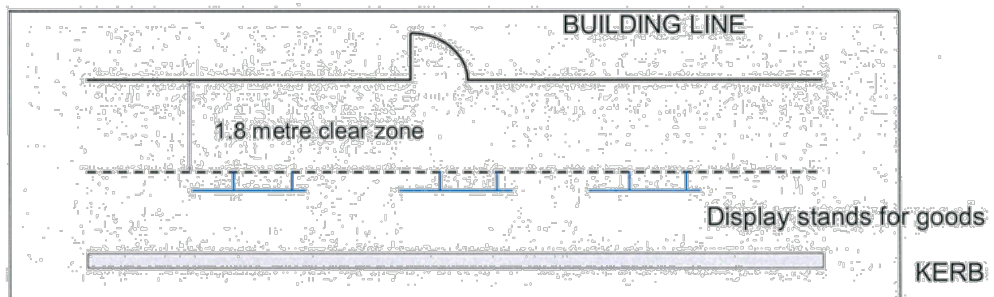 BUILDING LINE
1.8 metre clear zone
Display stands for goods
KERB